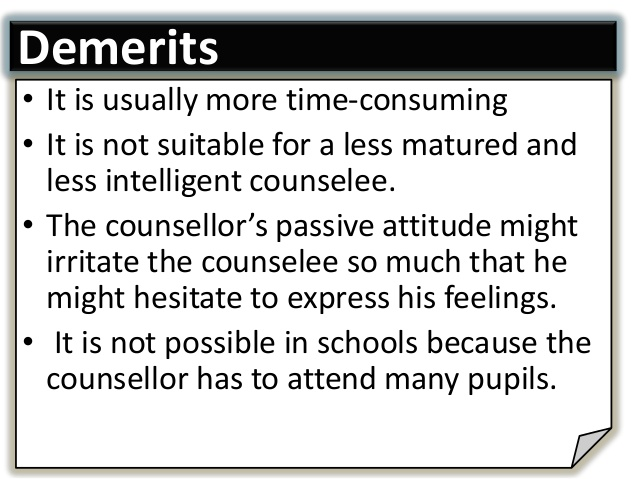 Demerits
• It is usually more time-consuming
• It is not suitable for a less matured and
less intelligent counselee.
• The counsellor’s passive attitude might
irritate the counselee so much that he
might hesitate to express his feelings.
• It is not possible in schools because the
counsellor has to attend many pupils.